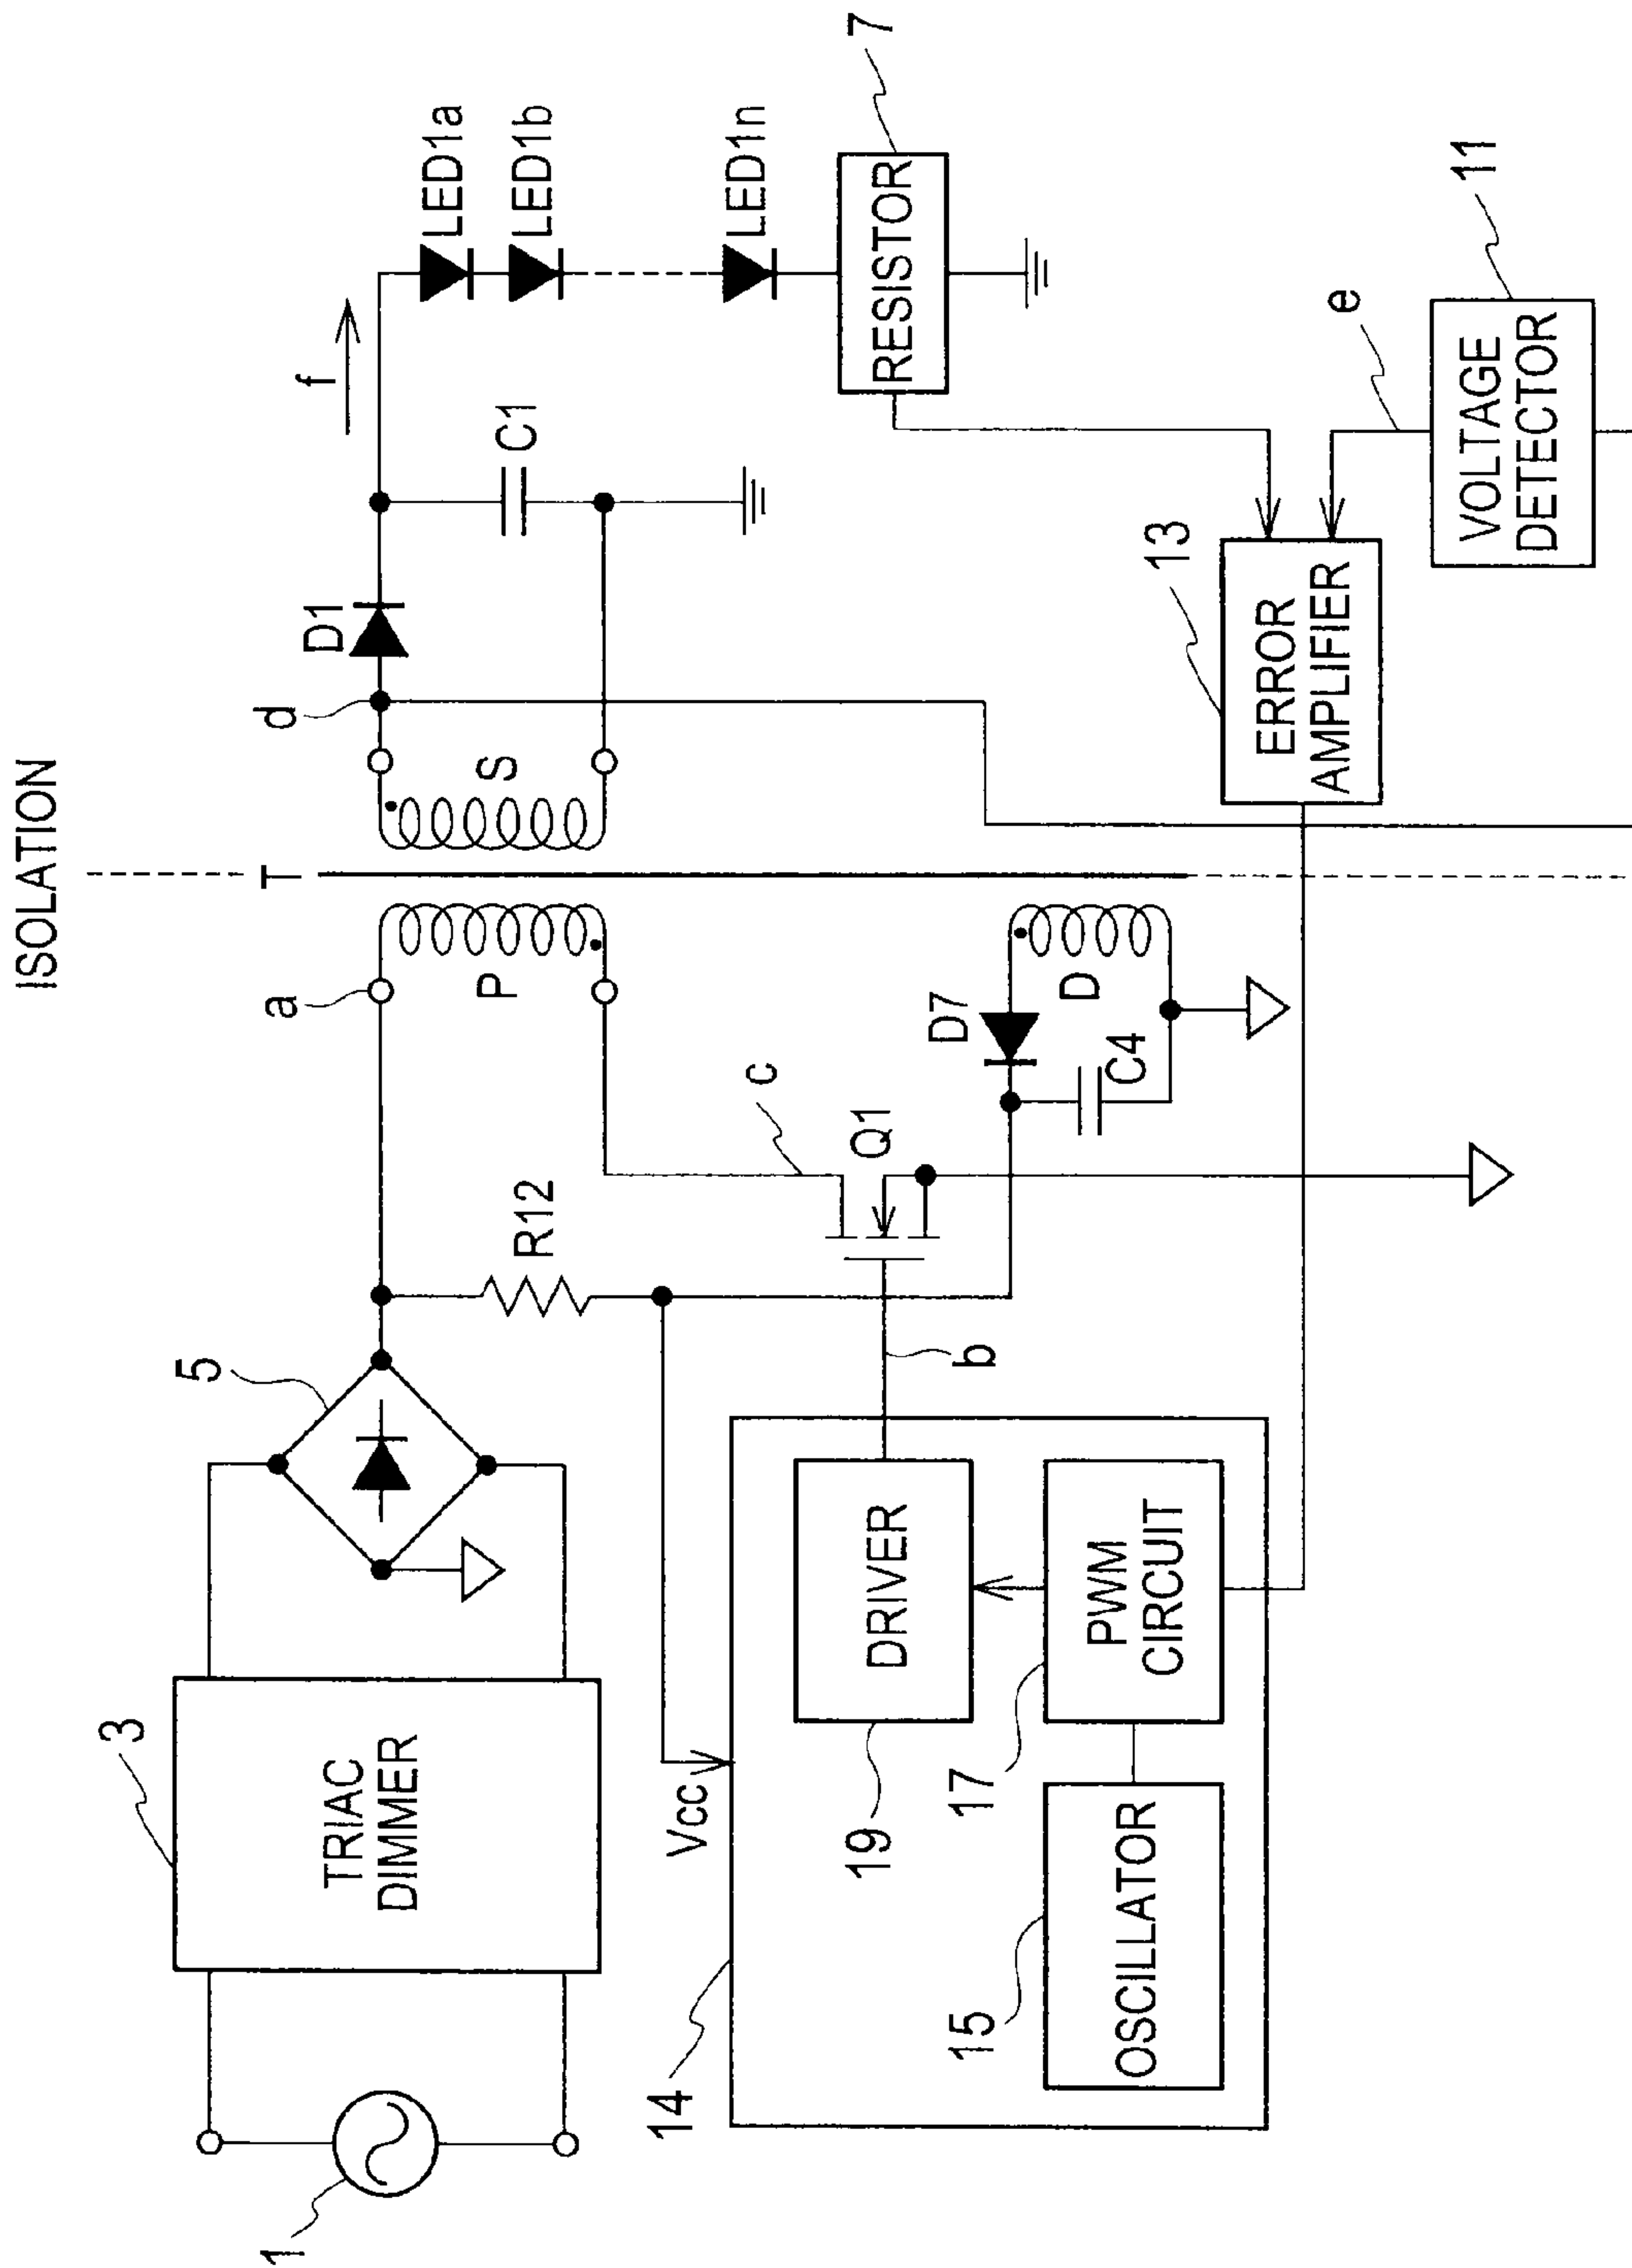 ISOLATION
T
1
3
TRIAC
DIMMER
5
a
P
S
d
D1
f
C1
LED1a
LED1b
LED1n
RESISTOR
7
R12
c
Q1
b
D7
D
C4
Vcc
14
DRIVER
19
PWM
CIRCUIT
17
OSCILLATOR
15
ERROR
AMPLIFIER
13
e
VOLTAGE
DETECTOR
11